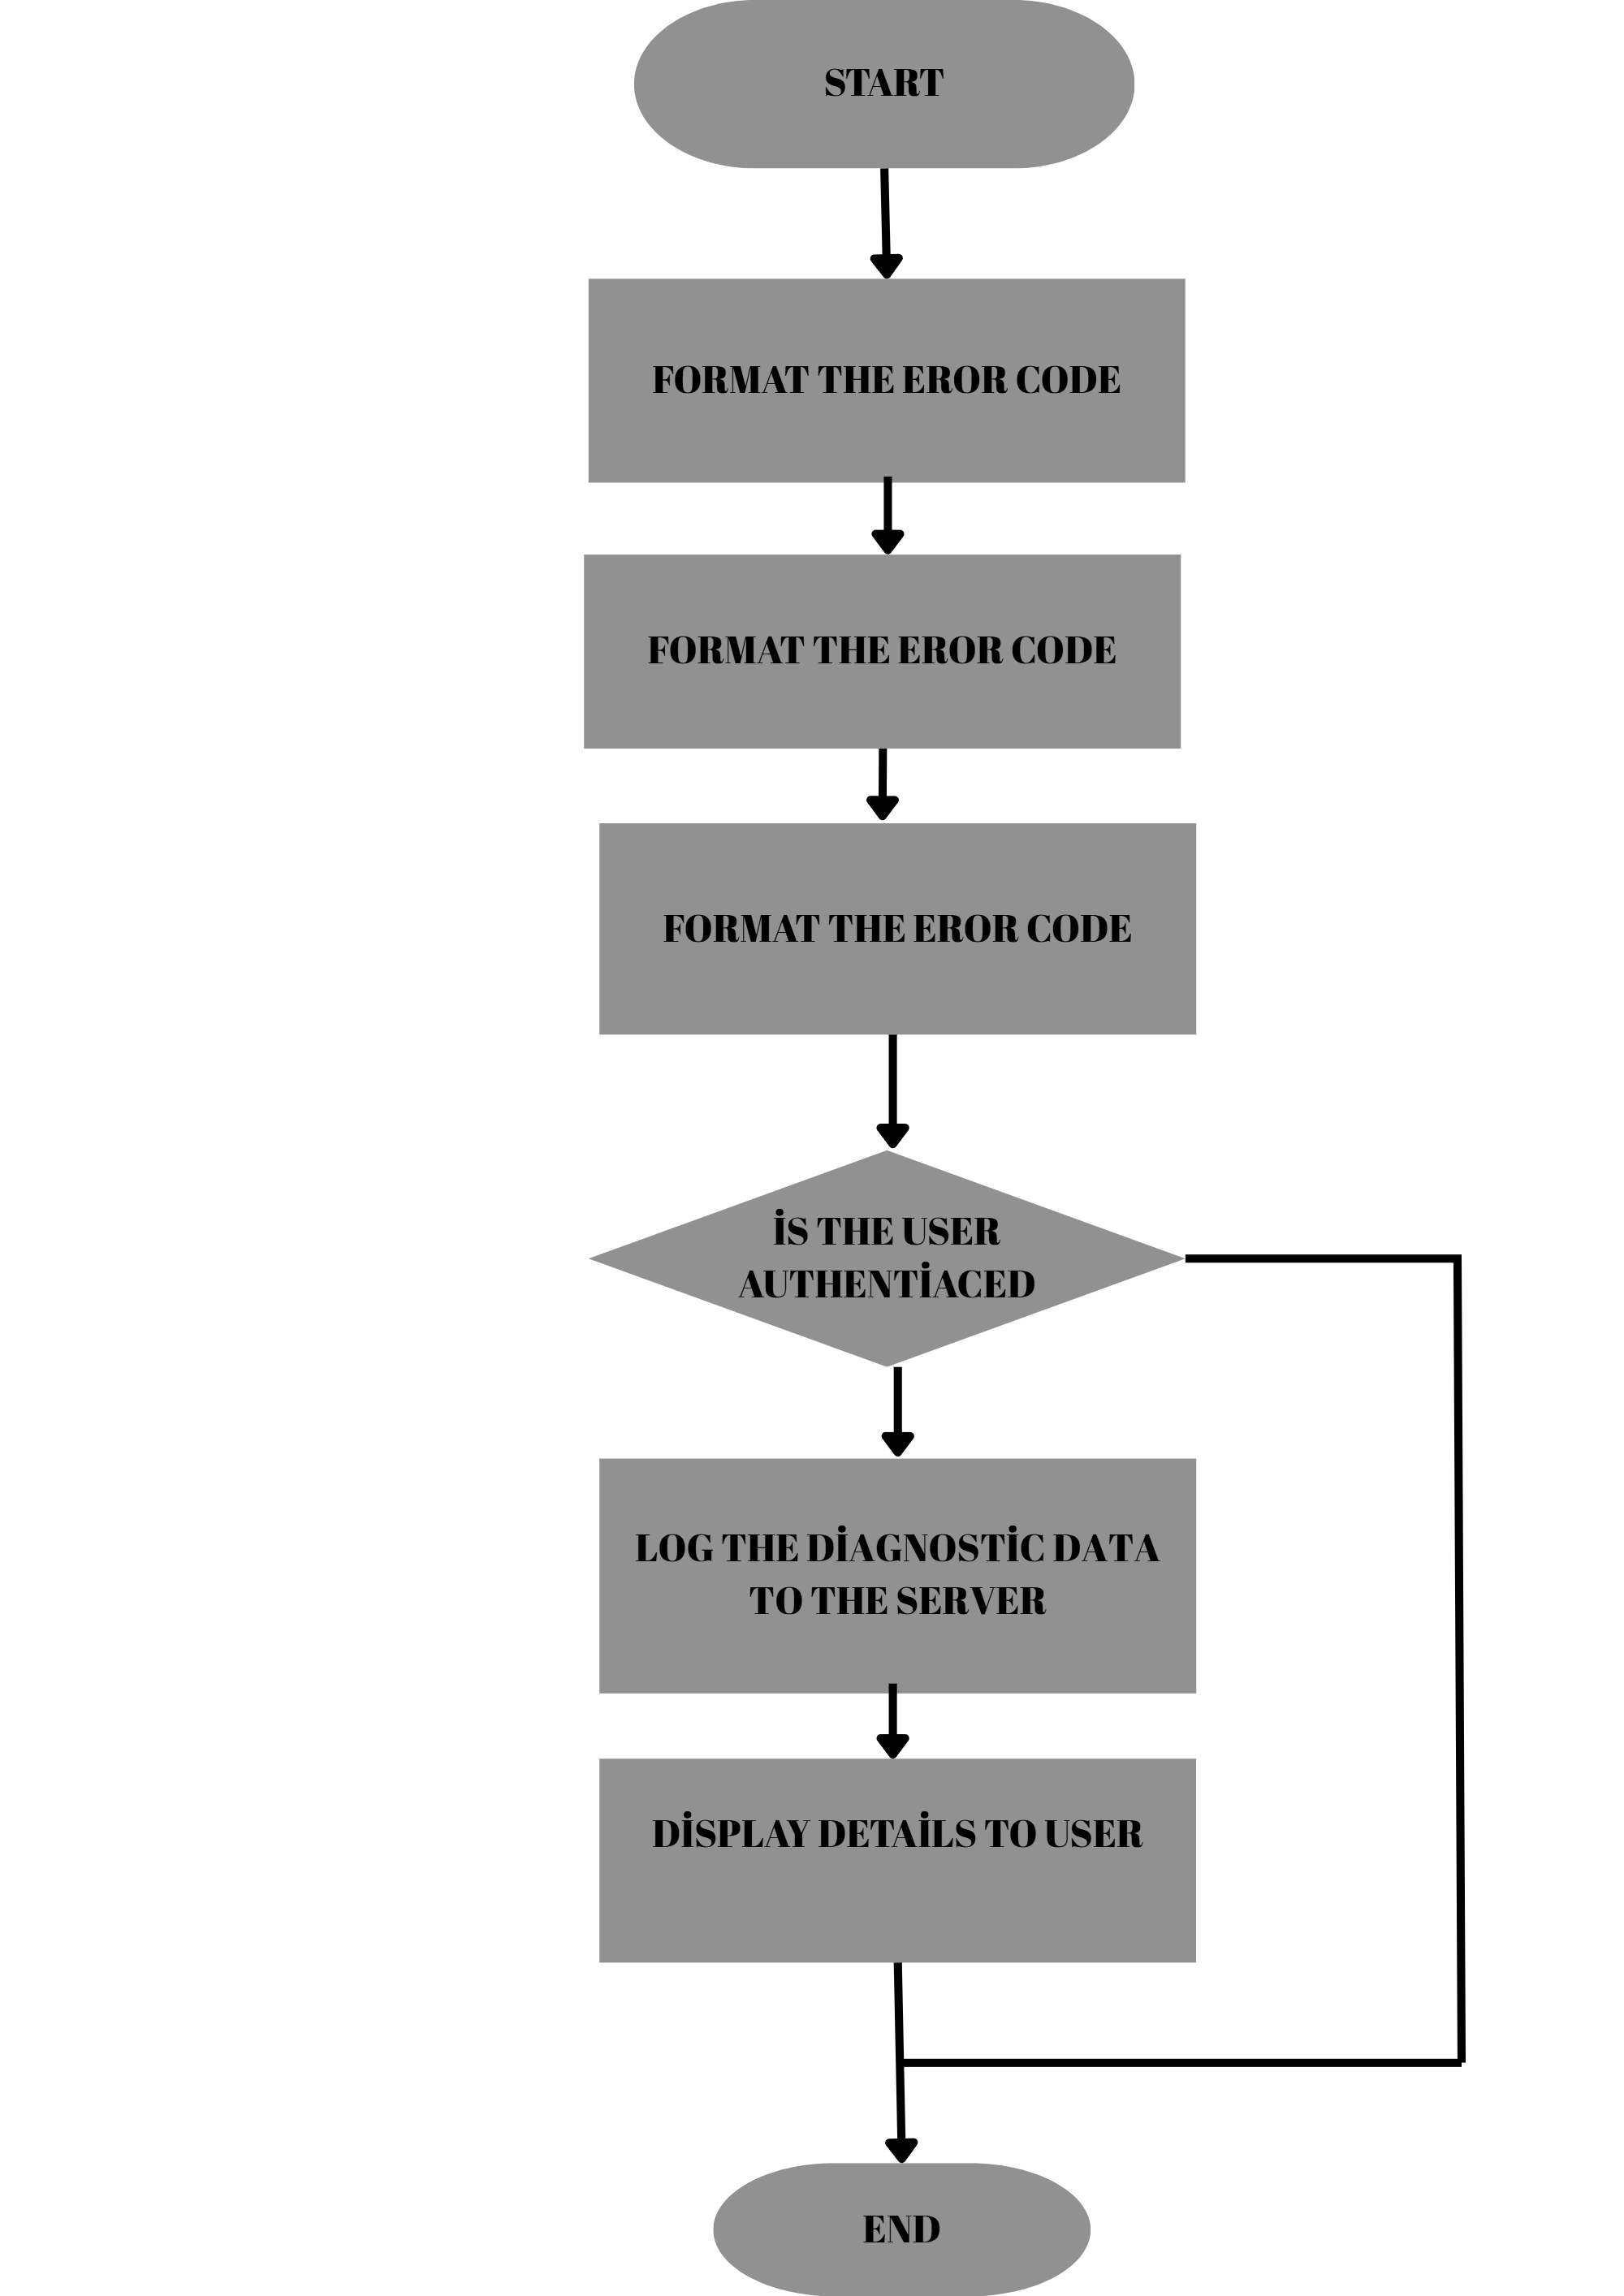 START
FORMAT THE EROR CODE
FORMAT THE EROR CODE
FORMAT THE EROR CODE
İS THE USER
AUTHENTİACED
LOG THE DİAGNOSTİC DATA
TO THE SERVER
DİSPLAY DETAİLS TO USER
END